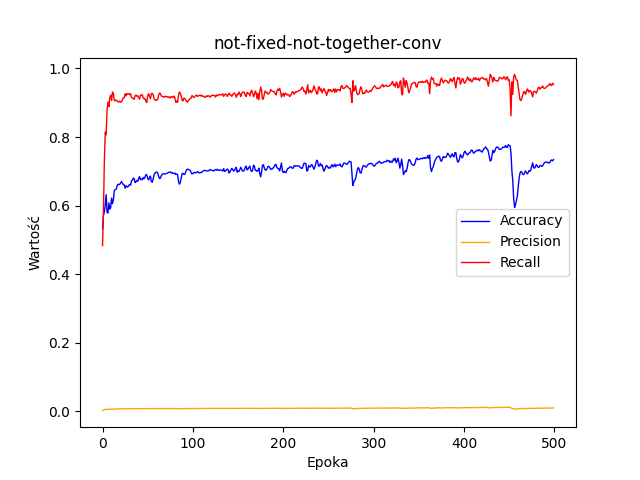 not-fixed-not-together-conv
1.0
0.8
0.6
0.4
0.2
0.0
Wartość
Accuracy
Precision
Recall
0 100 200 300 400 500
Epoka